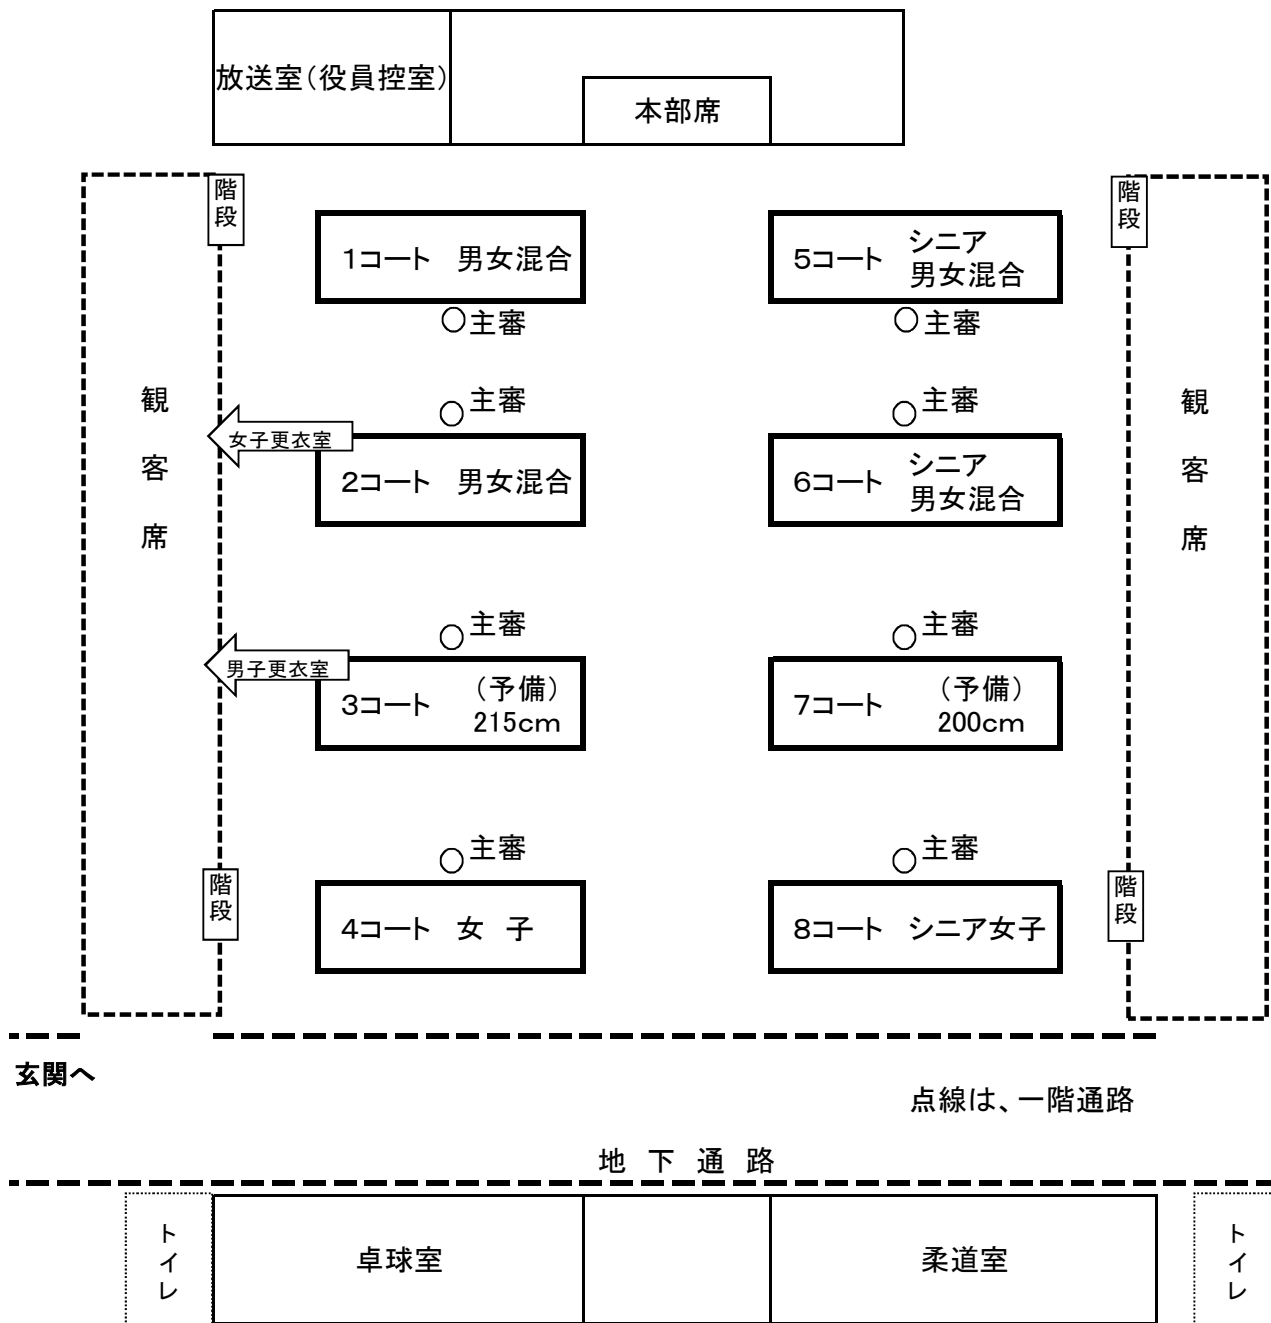 放送室(役員控室)
本部席
階段
階段
1コート 男女混合
5コート シニア
男女混合
主審
主審
観客席
観客席
主審
主審
女子更衣室
2コート 男女混合
6コート シニア
男女混合
主審
主審
男子更衣室
3コート (予備)
215cm
7コート (予備)
200cm
主審
主審
階段
階段
4コート 女 子
8コート シニア女子
玄関へ
点線は、一階通路
地 下 通 路
トイレ
卓球室
柔道室
トイレ